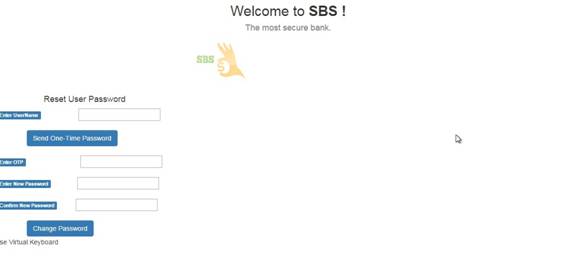 Welcome to SBS !
The most secure bank.
SBS
Reset User Password
Enter UserName
Send One-Time Password
Enter OTP
Enter New Password
Confirm New Password
Change Password
se Virtual Keyboard